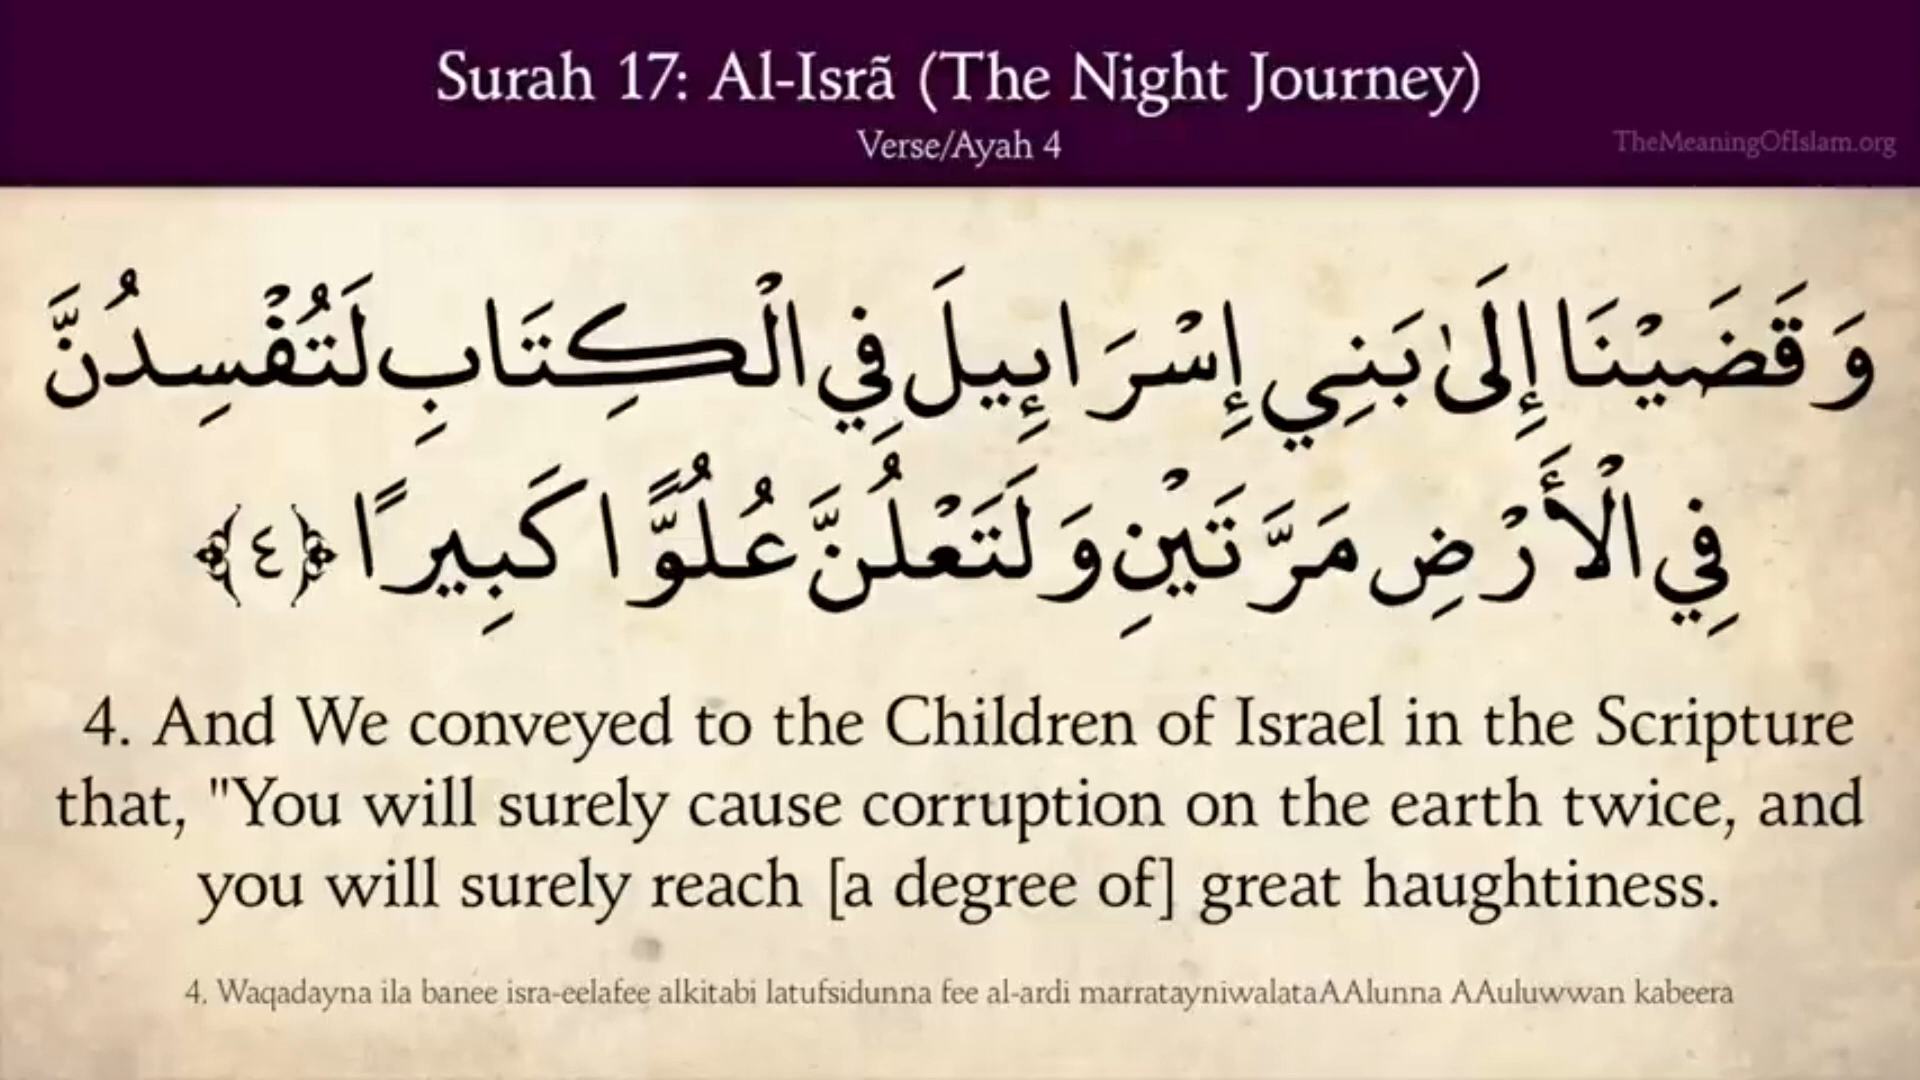 Surah 17: Al-Isrã (The Night Journey)
Verse/Ayah 4
TheMeaningOfIslam.org
وَقَضَيْنَا إِلَىٰ بَنِي إِسْرَائِيلَ فِي الْكِتَابِ لَتُفْسِدُنَّ
فِي الْأَرْضِ مَرَّتَيْنِ وَلَتَعْلُنَّ عُلُوًّا كَبِيرًا ﴿٤﴾
4. And We conveyed to the Children of Israel in the Scripture
that, "You will surely cause corruption on the earth twice, and
you will surely reach [a degree of] great haughtiness.
4. Waqadayna ila banee isra-eelafee alkitabi latufsidunna fee al-ardi marratayniwalataAAlunna AAuluwwan kabeera